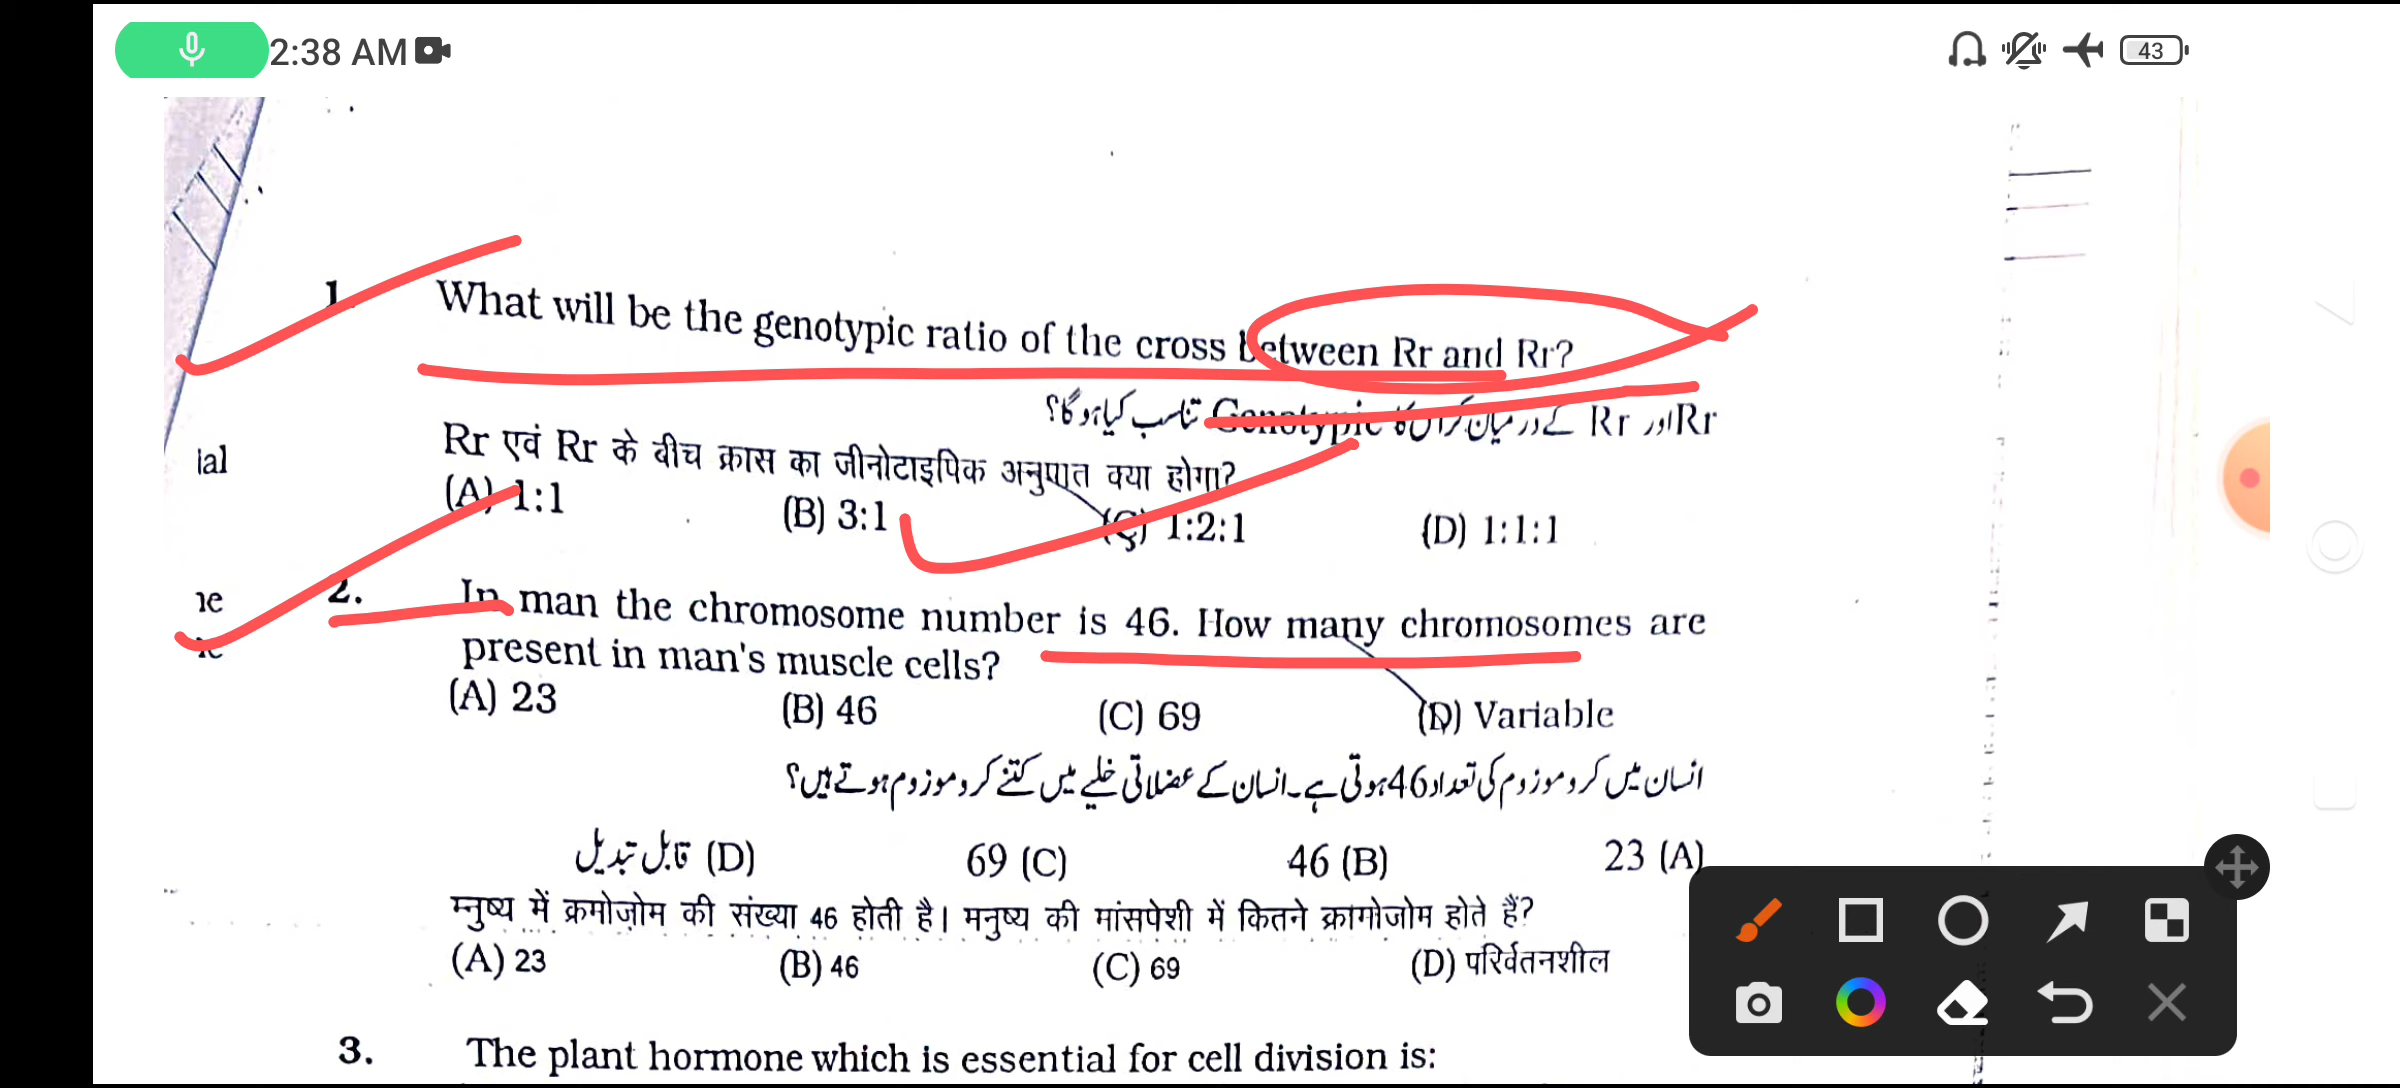 2:38 AM
43
1.
What will be the genotypic ratio of the cross between Rr and Rr?
Rr اور Rr کے درمیان کراس کا Genotypic تناسب کیا ہوگا؟
Rr एवं Rr के बीच क्रास का जीनोटाइपिक अनुपात क्या होगा?
(A) 1:1 (B) 3:1 (C) 1:2:1 (D) 1:1:1
ial
ne
2. In man the chromosome number is 46. How many chromosomes are
present in man's muscle cells?
(A) 23 (B) 46 (C) 69 (D) Variable
انسان میں کروموزوم کی تعداد 46 ہوتی ہے۔ انسان کے عضلاتی خلیے میں کتنے کروموزوم ہوتے ہیں؟
23 (A) 46 (B) 69 (C) قابل تبدیل (D)
मनुष्य में क्रमोज़ोम की संख्या 46 होती है। मनुष्य की मांसपेशी में कितने क्रामोजोम होते हैं?
(A) 23 (B) 46 (C) 69 (D) परिर्वतनशील
3. The plant hormone which is essential for cell division is: